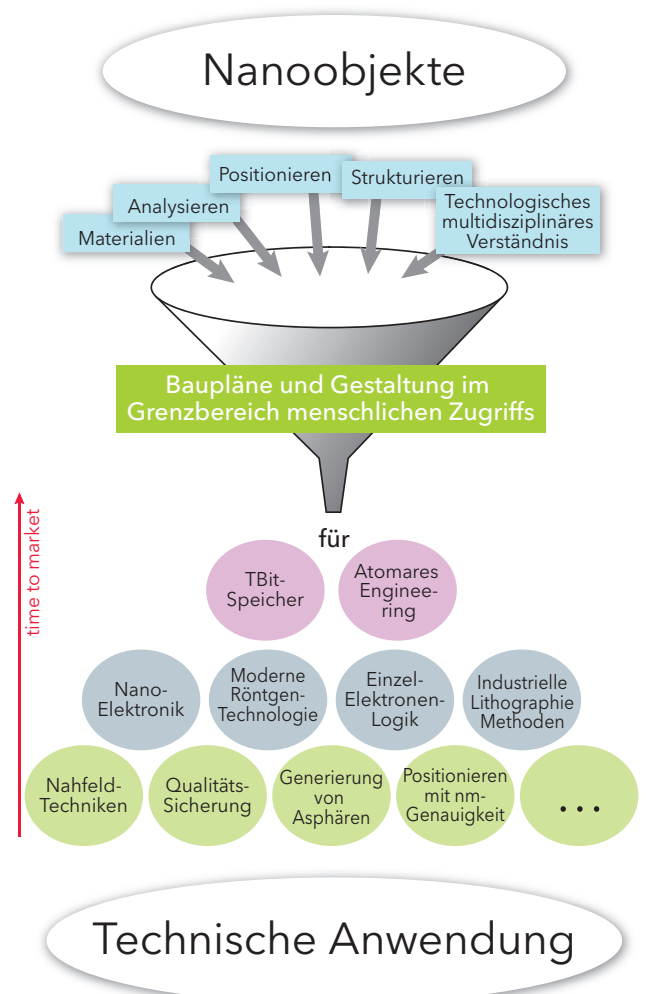 Nanoobjekte
Materialien
Analysieren
Positionieren
Strukturieren
Technologisches
multidisziplinäres
Verständnis
Baupläne und Gestaltung im
Grenzbereich menschlichen Zugriffs
time to market
für
TBit-
Speicher
Atomares
Enginee-
ring
Nano-
Elektronik
Moderne
Röntgen-
Technologie
Einzel-
Elektronen-
Logik
Industrielle
Lithographie
Methoden
Nahfeld-
Techniken
Qualitäts-
Sicherung
Generierung
von
Asphären
Positionieren
mit nm-
Genauigkeit
...
Technische Anwendung